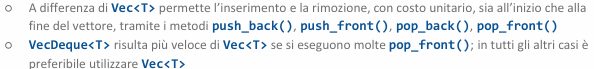 ○ A differenza di Vec<T> permette l'inserimento e la rimozione, con costo unitario, sia all'inizio che alla
fine del vettore, tramite i metodi push_back(), push_front(), pop_back(), pop_front()
○ VecDeque<T> risulta più veloce di Vec<T> se si eseguono molte pop_front(); in tutti gli altri casi è
preferibile utilizzare Vec<T>